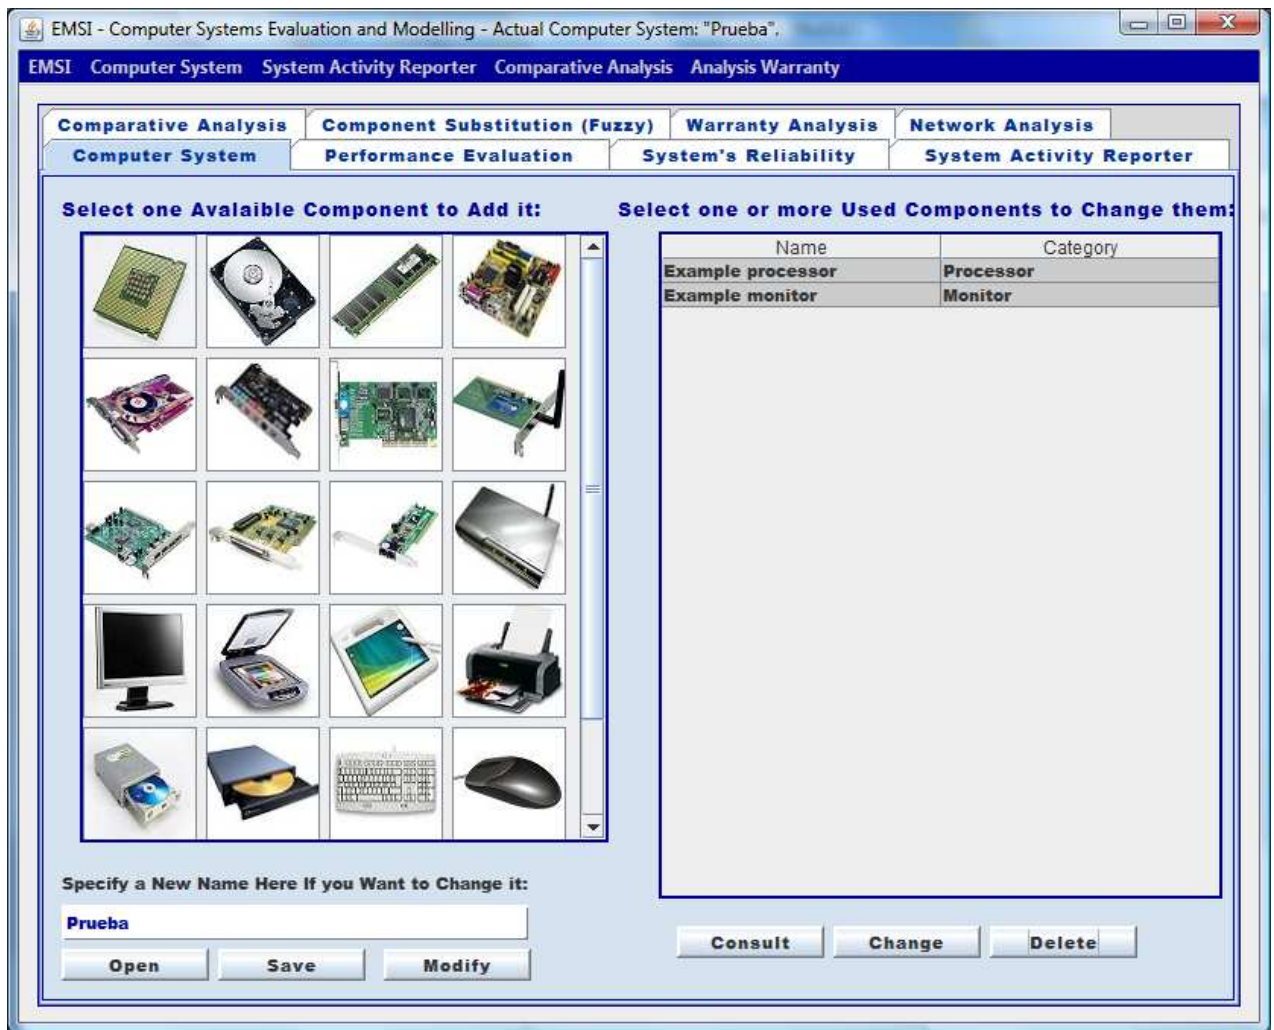 EMSI - Computer Systems Evaluation and Modelling - Actual Computer System: "Prueba".
EMSI Computer System System Activity Reporter Comparative Analysis Analysis Warranty
Comparative Analysis Component Substitution (Fuzzy) Warranty Analysis Network Analysis
Computer System Performance Evaluation System's Reliability System Activity Reporter
Select one Avalaible Component to Add it:
Select one or more Used Components to Change them:
Name Category
Example processor Processor
Example monitor Monitor
Specify a New Name Here If you Want to Change it:
Prueba
Open Save Modify
Consult Change Delete